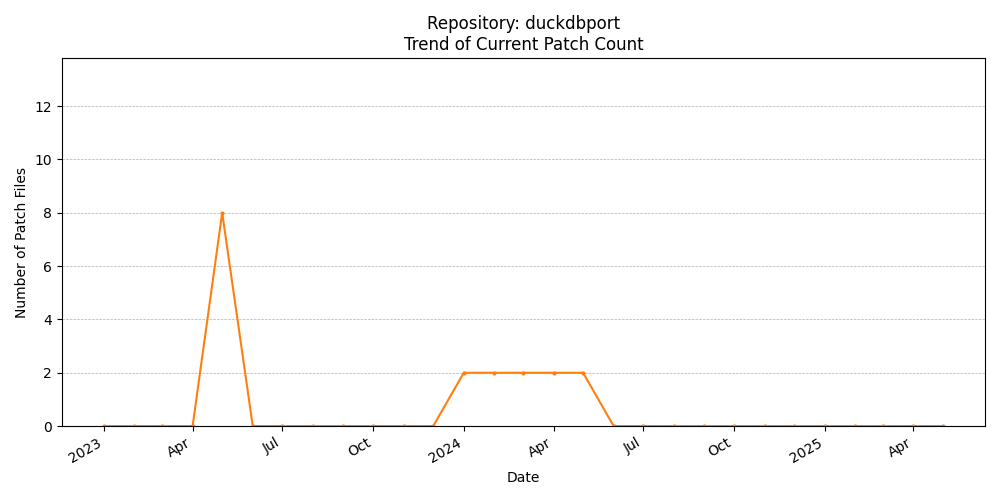 Repository: duckdbport
Trend of Current Patch Count
Number of Patch Files
12
10
8
6
4
2
0
2023
Apr
Jul
Oct
2024
Apr
Jul
Oct
2025
Apr
Date